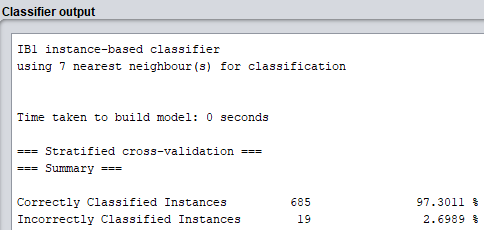 Classifier output
IB1 instance-based classifier
using 7 nearest neighbour(s) for classification
Time taken to build model: 0 seconds
=== Stratified cross-validation ===
=== Summary ===
Correctly Classified Instances 685 97.3011 %
Incorrectly Classified Instances 19 2.6989 %